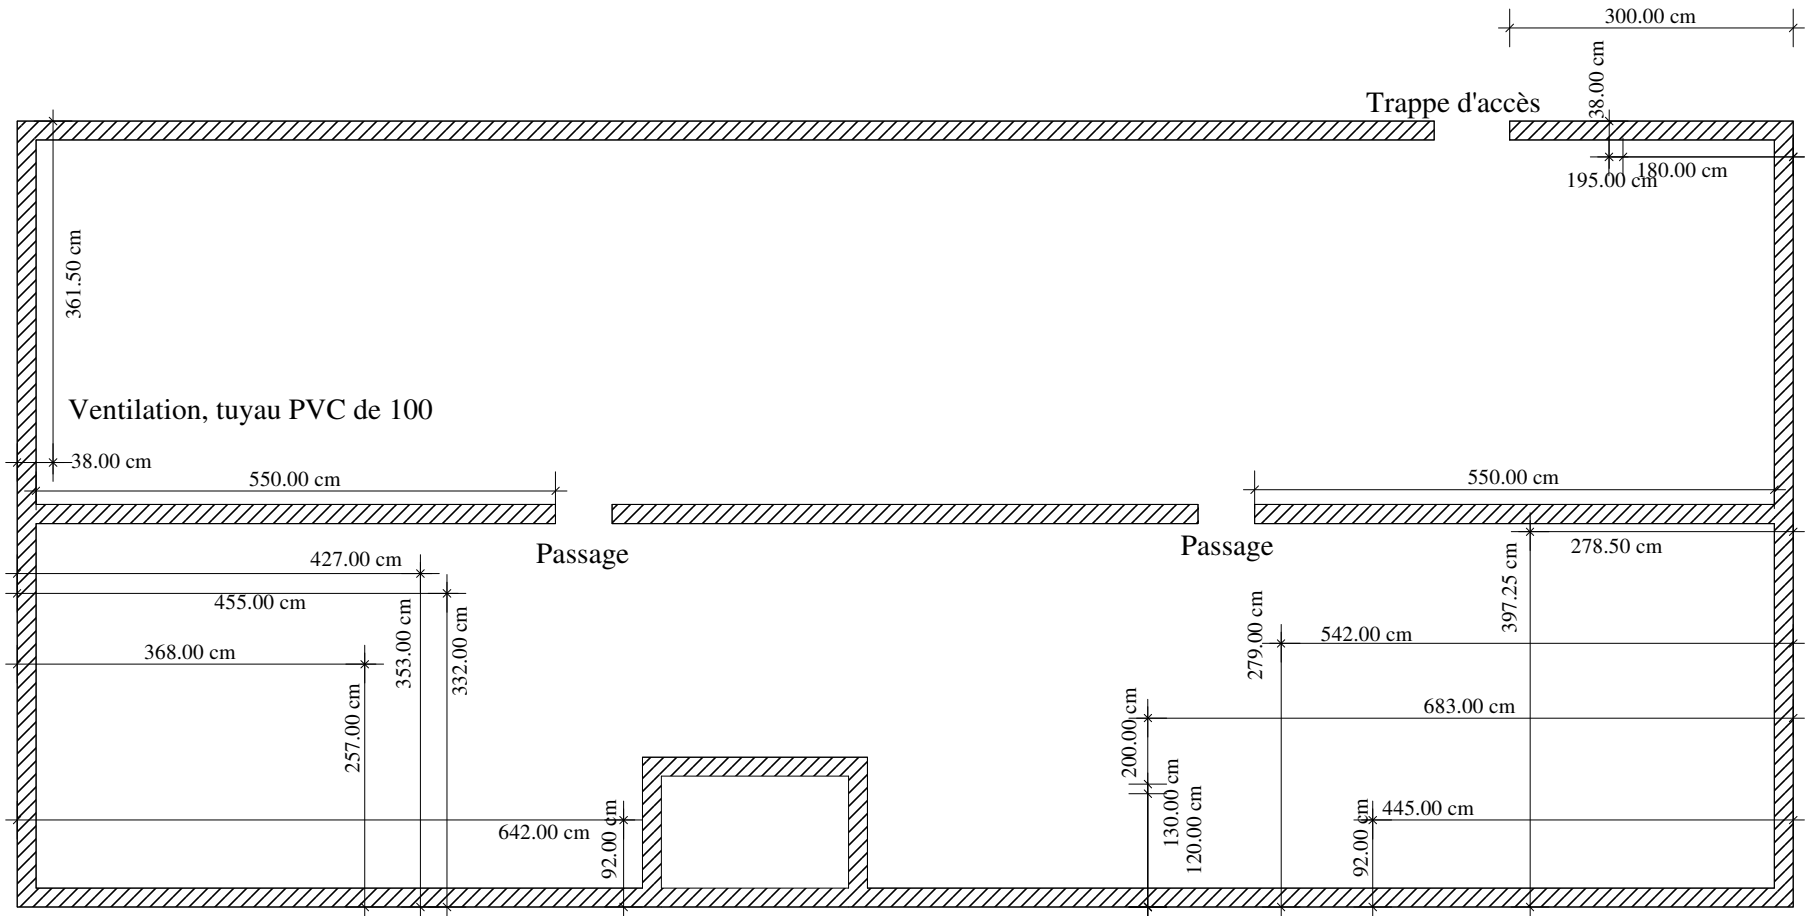 300.00 cm
38.00 cm
Trappe d'accès
180.00 cm
195.00 cm
361.50 cm
Ventilation, tuyau PVC de 100
38.00 cm
550.00 cm
550.00 cm
Passage
Passage
278.50 cm
427.00 cm
455.00 cm
397.25 cm
353.00 cm
332.00 cm
279.00 cm
542.00 cm
368.00 cm
257.00 cm
683.00 cm
200.00 cm
130.00 cm
120.00 cm
642.00 cm
92.00 cm
92.00 cm
445.00 cm